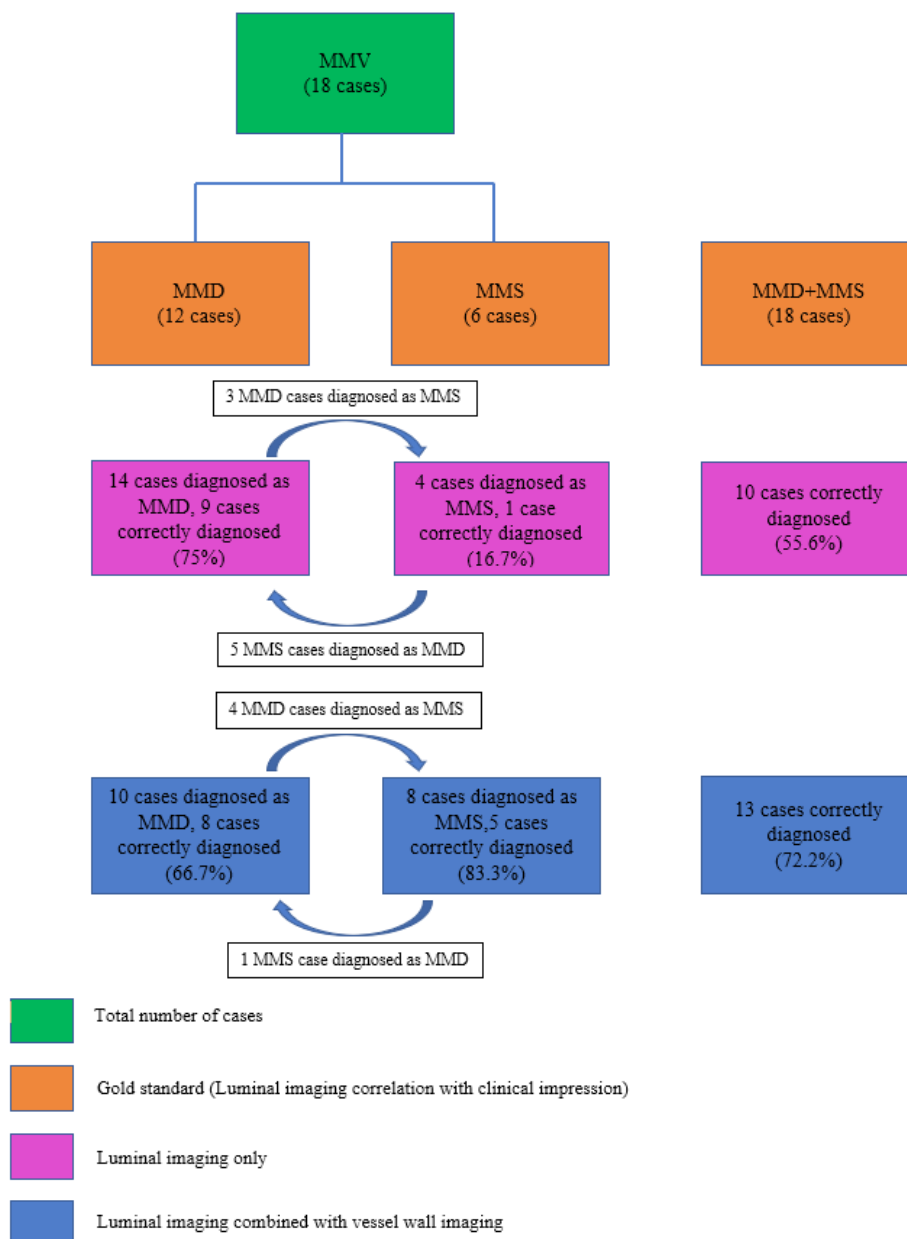 MMV
(18 cases)
MMD
(12 cases)
MMS
(6 cases)
MMD+MMS
(18 cases)
3 MMD cases diagnosed as MMS
14 cases diagnosed as
MMD, 9 cases
correctly diagnosed
(75%)
4 cases diagnosed as
MMS, 1 case
correctly diagnosed
(16.7%)
10 cases correctly
diagnosed
(55.6%)
5 MMS cases diagnosed as MMD
4 MMD cases diagnosed as MMS
10 cases diagnosed as
MMD, 8 cases
correctly diagnosed
(66.7%)
8 cases diagnosed as
MMS,5 cases
correctly diagnosed
(83.3%)
13 cases correctly
diagnosed
(72.2%)
1 MMS case diagnosed as MMD
Total number of cases
Gold standard (Luminal imaging correlation with clinical impression)
Luminal imaging only
Luminal imaging combined with vessel wall imaging